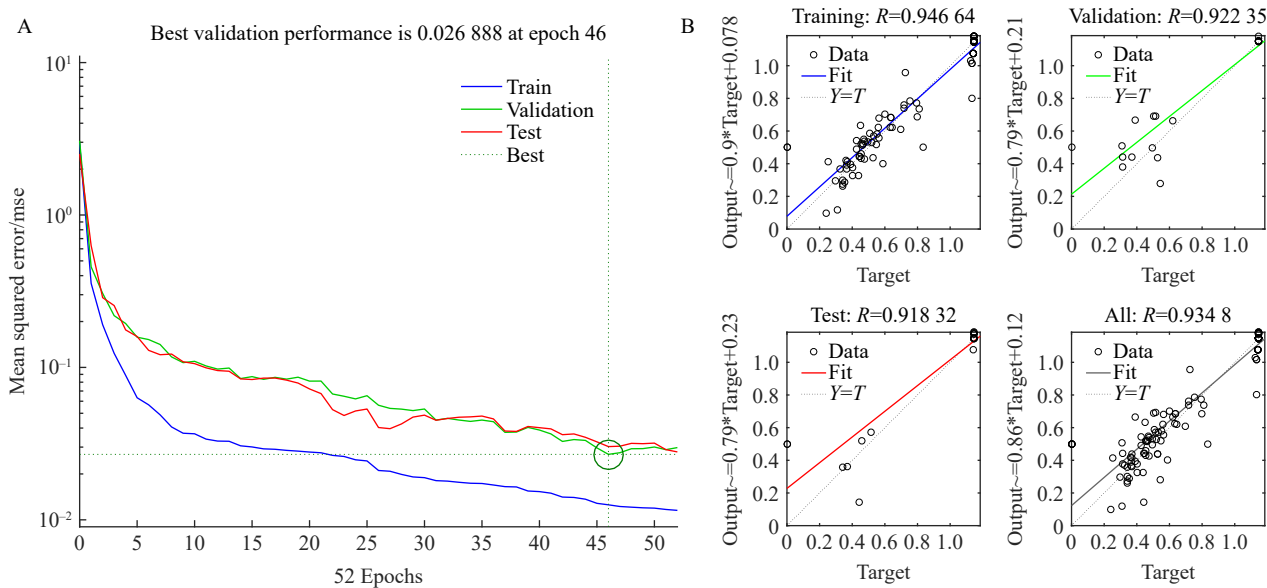 A
Best validation performance is 0.026 888 at epoch 46
10¹
10⁰
10⁻¹
10⁻²
Mean squared error/mse
Train
Validation
Test
Best
0 5 10 15 20 25 30 35 40 45 50
52 Epochs
B
Training: R=0.946 64
Output~=0.9*Target+0.078
Data
Fit
Y=T
1.0
0.8
0.6
0.4
0.2
0
0 0.2 0.4 0.6 0.8 1.0
Target
Validation: R=0.922 35
Output~=0.79*Target+0.21
Data
Fit
Y=T
1.0
0.8
0.6
0.4
0.2
0
0 0.2 0.4 0.6 0.8 1.0
Target
Test: R=0.918 32
Output~=0.79*Target+0.23
Data
Fit
Y=T
1.0
0.8
0.6
0.4
0.2
0
0 0.2 0.4 0.6 0.8 1.0
Target
All: R=0.934 8
Output~=0.86*Target+0.12
Data
Fit
Y=T
1.0
0.8
0.6
0.4
0.2
0
0 0.2 0.4 0.6 0.8 1.0
Target